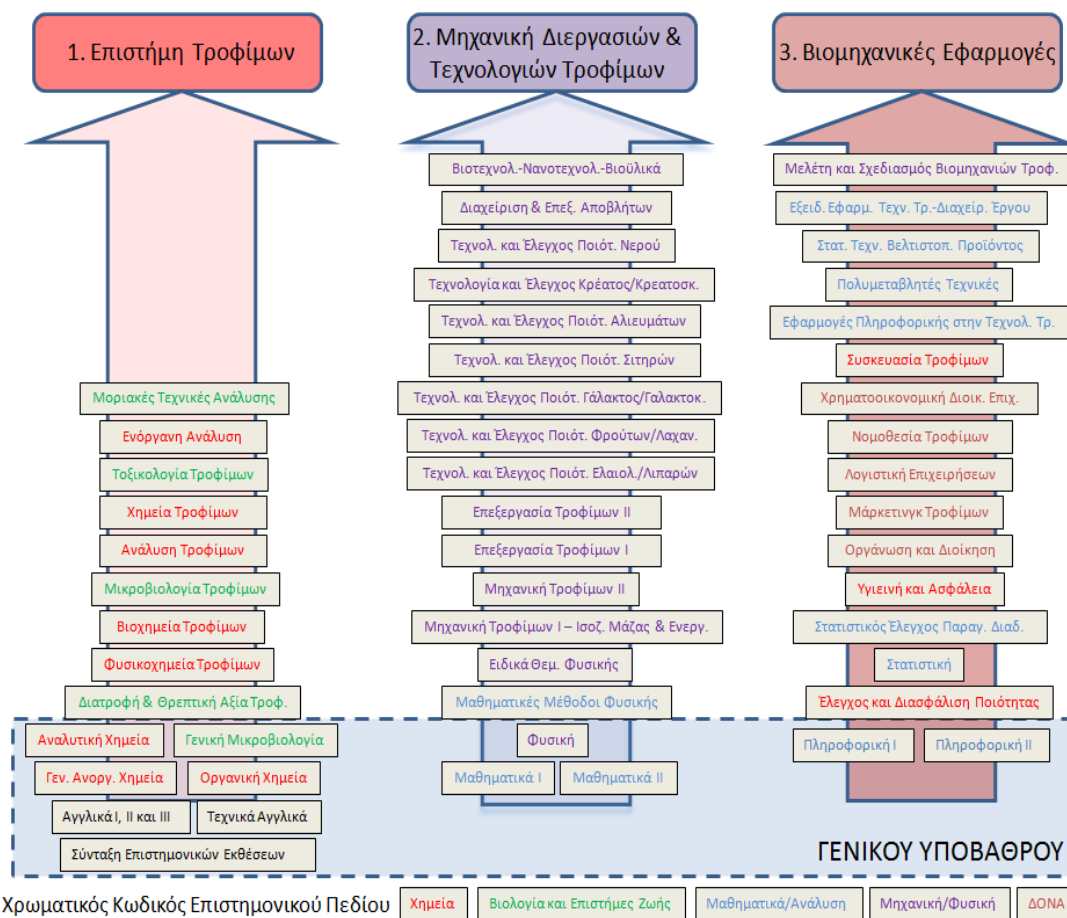 1. Επιστήμη Τροφίμων
2. Μηχανική Διεργασιών &
Τεχνολογιών Τροφίμων
3. Βιομηχανικές Εφαρμογές
Μοριακές Τεχνικές Ανάλυσης
Ενόργανη Ανάλυση
Τοξικολογία Τροφίμων
Χημεία Τροφίμων
Ανάλυση Τροφίμων
Μικροβιολογία Τροφίμων
Βιοχημεία Τροφίμων
Φυσικοχημεία Τροφίμων
Διατροφή & Θρεπτική Αξία Τροφ.
Αναλυτική Χημεία
Γενική Μικροβιολογία
Γεν. Ανοργ. Χημεία
Οργανική Χημεία
Αγγλικά Ι, ΙΙ και ΙΙΙ
Τεχνικά Αγγλικά
Σύνταξη Επιστημονικών Εκθέσεων
Βιοτεχνολ.-Νανοτεχνολ.-Βιοϋλικά
Διαχείριση & Επεξ. Αποβλήτων
Τεχνολ. και Έλεγχος Ποιότ. Νερού
Τεχνολογία και Έλεγχος Κρέατος/Κρεατοσκ.
Τεχνολ. και Έλεγχος Ποιότ. Αλιευμάτων
Τεχνολ. και Έλεγχος Ποιότ. Σιτηρών
Τεχνολ. και Έλεγχος Ποιότ. Γάλακτος/Γαλακτοκ.
Τεχνολ. και Έλεγχος Ποιότ. Φρούτων/Λαχαν.
Τεχνολ. και Έλεγχος Ποιότ. Ελαιολ./Λιπαρών
Επεξεργασία Τροφίμων ΙΙ
Επεξεργασία Τροφίμων Ι
Μηχανική Τροφίμων ΙΙ
Μηχανική Τροφίμων Ι – Ισοζ. Μάζας & Ενεργ.
Ειδικά Θεμ. Φυσικής
Μαθηματικές Μέθοδοι Φυσικής
Φυσική
Μαθηματικά Ι
Μαθηματικά ΙΙ
Μελέτη και Σχεδιασμός Βιομηχανιών Τροφ.
Εξειδ. Εφαρμ. Τεχν. Τρ.-Διαχείρ. Έργου
Στατ. Τεχν. Βελτιστοπ. Προϊόντος
Πολυμεταβλητές Τεχνικές
Εφαρμογές Πληροφορικής στην Τεχνολ. Τρ.
Συσκευασία Τροφίμων
Χρηματοοικονομική Διοικ. Επιχ.
Νομοθεσία Τροφίμων
Λογιστική Επιχειρήσεων
Μάρκετινγκ Τροφίμων
Οργάνωση και Διοίκηση
Υγιεινή και Ασφάλεια
Στατιστικός Έλεγχος Παραγ. Διαδ.
Στατιστική
Έλεγχος και Διασφάλιση Ποιότητας
Πληροφορική Ι
Πληροφορική ΙΙ
ΓΕΝΙΚΟΥ ΥΠΟΒΑΘΡΟΥ
Χρωματικός Κωδικός Επιστημονικού Πεδίου
Χημεία
Βιολογία και Επιστήμες Ζωής
Μαθηματικά/Ανάλυση
Μηχανική/Φυσική
ΔΟΝΑ